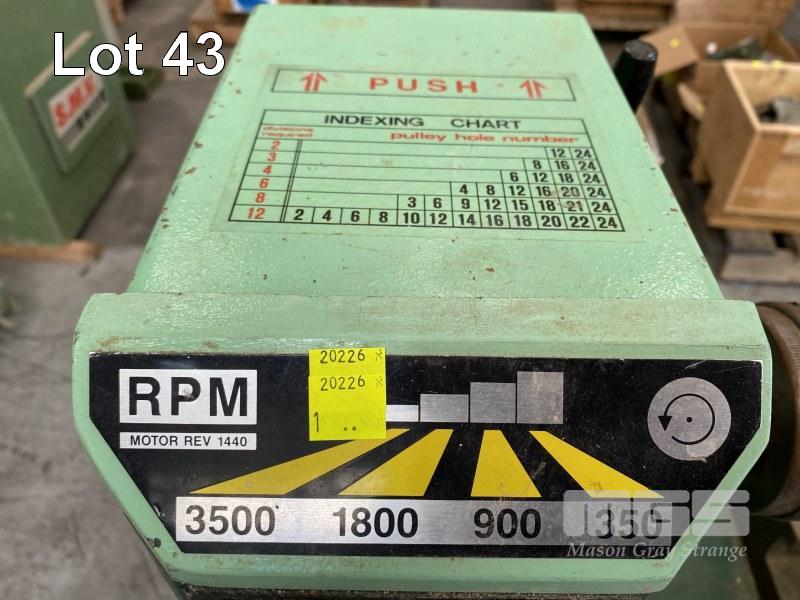 Lot 43
S.M.
PUSH
INDEXING CHART
divisions required
pulley hole number
2 12 24
3 8 16 24
4 6 12 18 24
6 4 8 12 16 20 24
8 3 6 9 12 15 18 21 24
12 2 4 6 8 10 12 14 16 18 20 22 24
20226
20226
1 ..
RPM
MOTOR REV 1440
3500 1800 900 350
MGS
Mason Gray Strange